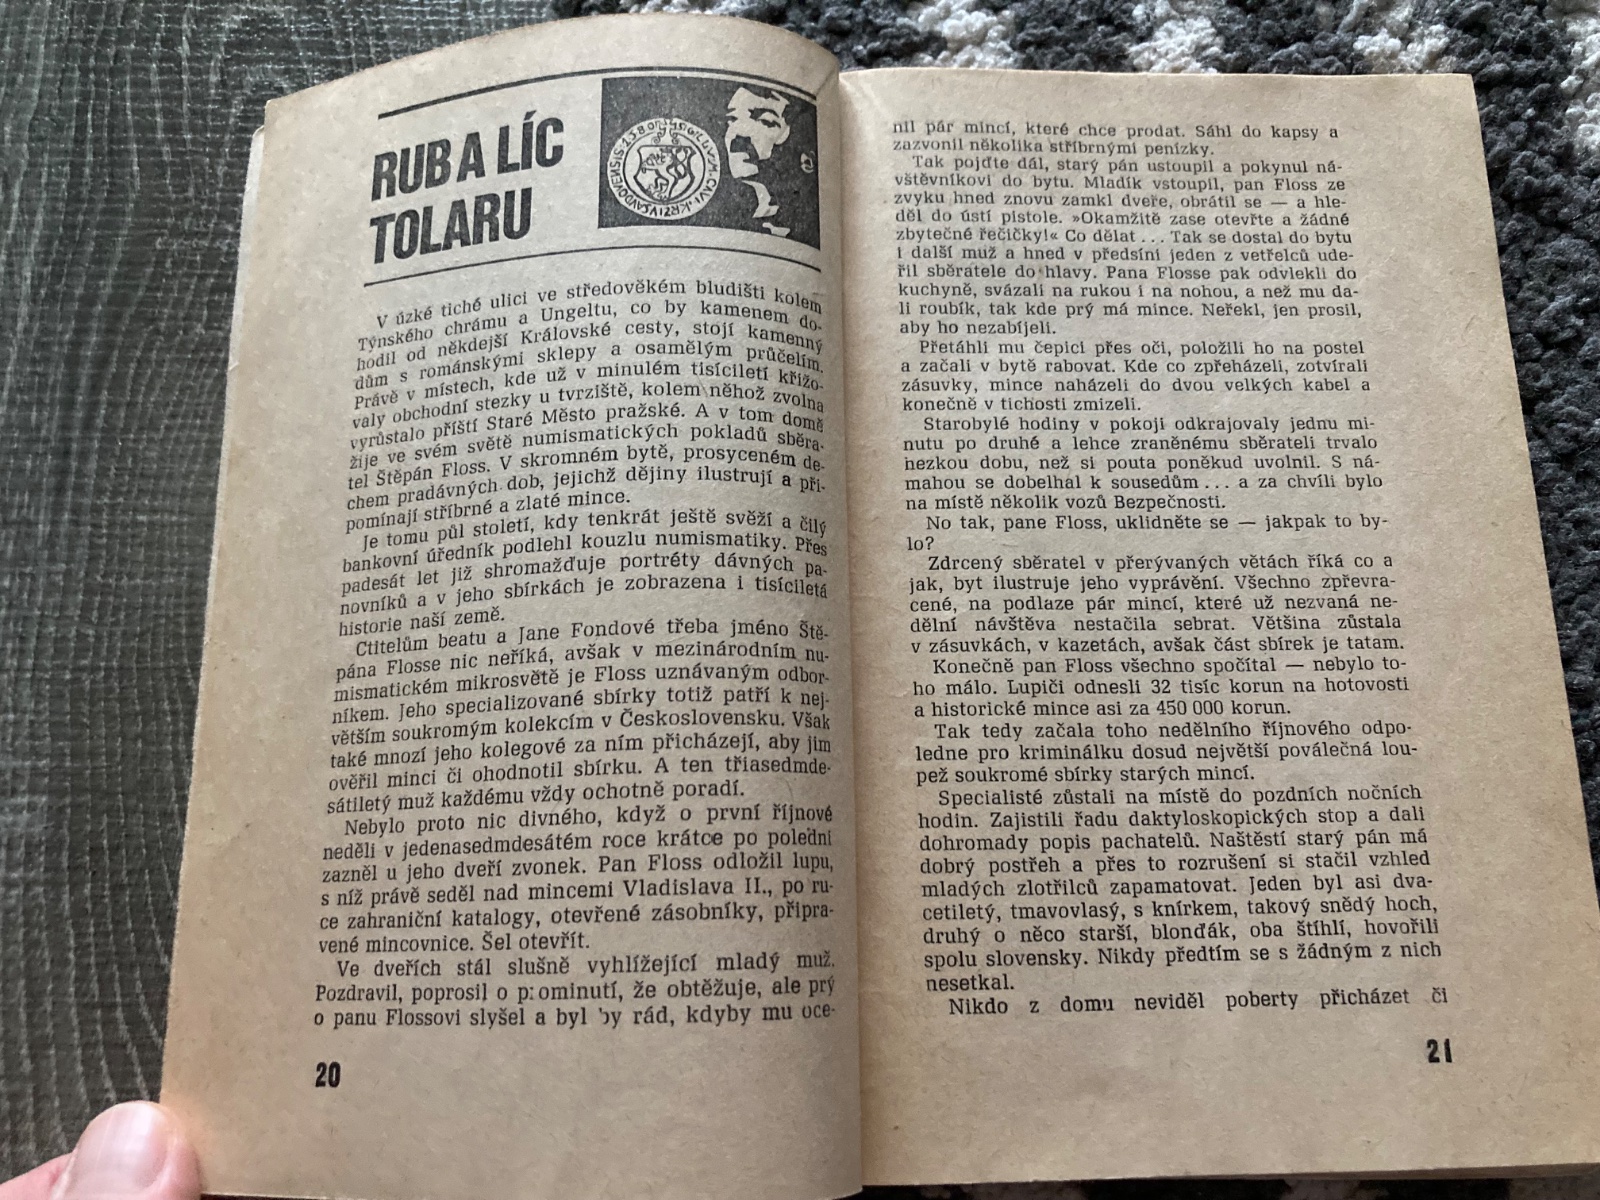 RUB A LÍC
TOLARU
V úzké tiché ulici ve středověkém bludišti kolem
Týnského chrámu a Ungeltu, co by kamenem do-
hodil od někdejší Královské cesty, stojí kamenný
dům s románskými sklepy a osamělým průčelím.
Právě v místech, kde už v minulém tisíciletí křižo-
valy obchodní stezky u tvrziště, kolem něhož zvolna
vyrůstalo příští Staré Město pražské. A v tom domě
žije ve svém světě numismatických pokladů sběra-
tel Štěpán Floss. V skromném bytě, prosyceném de-
chem pradávných dob, jejichž dějiny ilustrují a při-
pomínají stříbrné a zlaté mince.
Je tomu půl století, kdy tenkrát ještě svěží a čilý
bankovní úředník podlehl kouzlu numismatiky. Přes
padesát let již shromažďuje portréty dávných pa-
novníků a v jeho sbírkách je zobrazena i tisíciletá
historie naší země.
Ctitelům beatu a Jane Fondové třeba jméno Ště-
pána Flosse nic neříká, avšak v mezinárodním nu-
mismatickém mikrosvětě je Floss uznávaným odbor-
níkem. Jeho specializované sbírky totiž patří k nej-
větším soukromým kolekcím v Československu. Však
také mnozí jeho kolegové za ním přicházejí, aby jim
ověřil minci či ohodnotil sbírku. A ten třiasedmde-
sátiletý muž každému vždy ochotně poradí.
Nebylo proto nic divného, když o první říjnové
neděli v jedenasedmdesátém roce krátce po poledni
zazněl u jeho dveří zvonek. Pan Floss odložil lupu,
s níž právě seděl nad mincemi Vladislava II., po ru-
ce zahraniční katalogy, otevřené zásobníky, připra-
vené mincovnice. Šel otevřít.
Ve dveřích stál slušně vyhlížející mladý muž.
Pozdravil, poprosil o prominutí, že obtěžuje, ale prý
o panu Flossovi slyšel a byl by rád, kdyby mu oce-
20
nil pár mincí, které chce prodat. Sáhl do kapsy a
zazvonil několika stříbrnými penízky.
Tak pojďte dál, starý pán ustoupil a pokynul ná-
vštěvníkovi do bytu. Mladík vstoupil, pan Floss ze
zvyku hned znovu zamkl dveře, obrátil se — a hle-
děl do ústí pistole. »Okamžitě zase otevřte a žádné
zbytečné řečičky!« Co dělat . . . Tak se dostal do bytu
i další muž a hned v předsíni jeden z vetřelců ude-
řil sběratele do hlavy. Pana Flosse pak odvlekli do
kuchyně, svázali na rukou i na nohou, a než mu da-
li roubík, tak kde prý má mince. Neřekl, jen prosil,
aby ho nezabíjeli.
Přetáhli mu čepici přes oči, položili ho na postel
a začali v bytě rabovat. Kde co zpřeházeli, zotvírali
zásuvky, mince naházeli do dvou velkých kabel a
konečně v tichosti zmizeli.
Starobylé hodiny v pokoji odkrajovaly jednu mi-
nutu po druhé a lehce zraněnému sběrateli trvalo
hezkou dobu, než si pouta poněkud uvolnil. S ná-
mahou se dobelhal k sousedům . . . a za chvíli bylo
na místě několik vozů Bezpečnosti.
No tak, pane Floss, uklidněte se — jakpak to by-
lo?
Zdrcený sběratel v přerývaných větách říká co a
jak, byt ilustruje jeho vyprávění. Všechno zpřevra-
cené, na podlaze pár mincí, které už nezvaná ne-
dělní návštěva nestačila sebrat. Většina zůstala
v zásuvkách, v kazetách, avšak část sbírek je tatam.
Konečně pan Floss všechno spočítal — nebylo to-
ho málo. Lupiči odnesli 32 tisíc korun na hotovosti
a historické mince asi za 450 000 korun.
Tak tedy začala toho nedělního říjnového odpo-
ledne pro kriminálku dosud největší poválečná lou-
pež soukromé sbírky starých mincí.
Specialisté zůstali na místě do pozdních nočních
hodin. Zajistili řadu daktyloskopických stop a dali
dohromady popis pachatelů. Naštěstí starý pán má
dobrý postřeh a přes to rozrušení si stačil vzhled
mladých zlotřilců zapamatovat. Jeden byl asi dva-
cetiletý, tmavovlasý, s knírkem, takový snědý hoch,
druhý o něco starší, blonďák, oba štíhlí, hovořili
spolu slovensky. Nikdy předtím se s žádným z nich
nesetkal.
Nikdo z domu neviděl poberty přicházet či
21